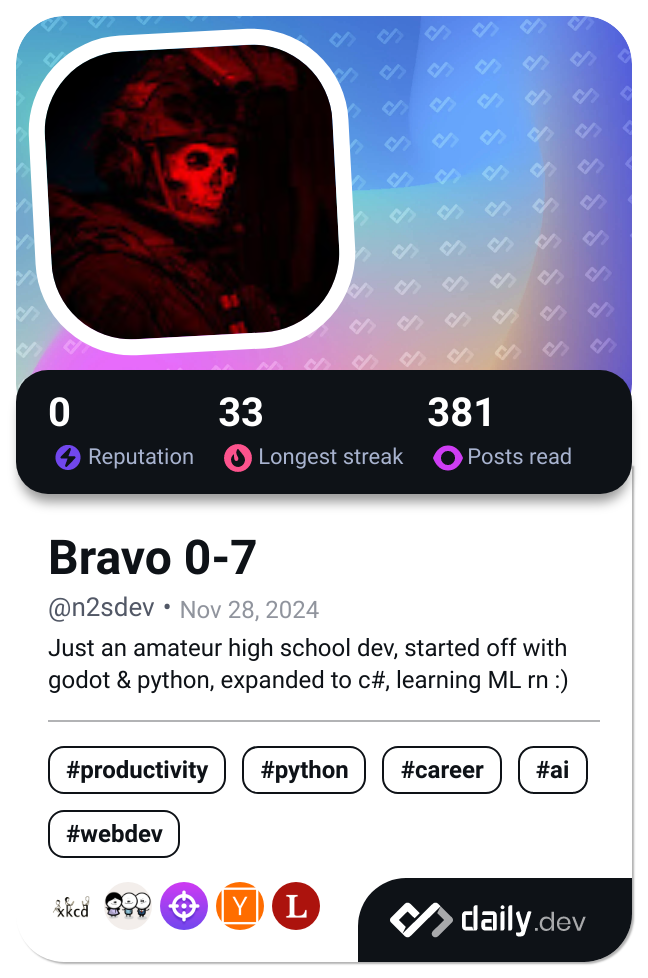 0 33 381
Reputation Longest streak Posts read
Bravo 0-7
@n2sdev • Nov 28, 2024
Just an amateur high school dev, started off with
godot & python, expanded to c#, learning ML rn :)
#productivity #python #career #ai
#webdev
xkcd Y L daily.dev